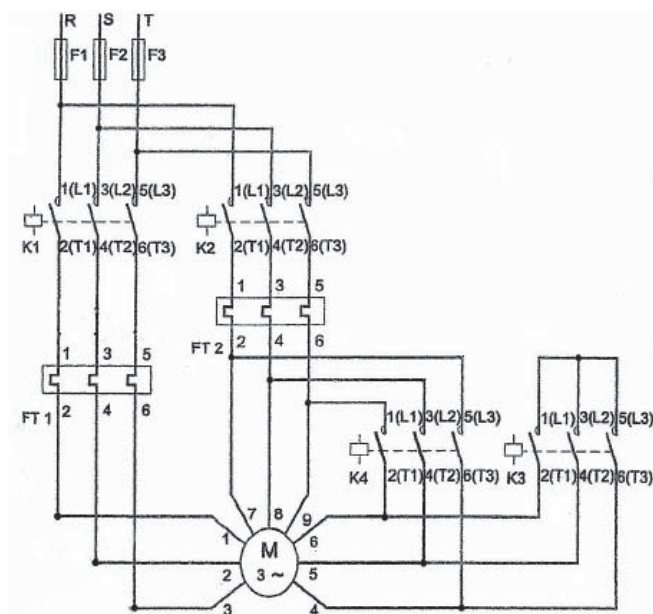 R S T
F1 F2 F3
1(L1) 3(L2) 5(L3) 1(L1) 3(L2) 5(L3)
K1 2(T1) 4(T2) 6(T3) K2 2(T1) 4(T2) 6(T3)
1 3 5
FT 2 2 4 6
1 3 5
FT 1 2 4 6
1(L1) 3(L2) 5(L3) 1(L1) 3(L2) 5(L3)
K4 2(T1) 4(T2) 6(T3) K3 2(T1) 4(T2) 6(T3)
7 8 9
1 M 6
2 3 ~ 5
3 4